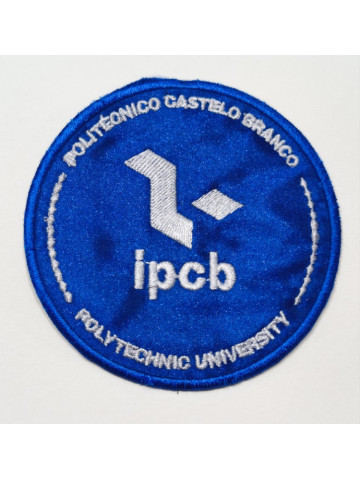 POLITÉCNICO CASTELO BRANCO
ipcb
POLYTECHNIC UNIVERSITY